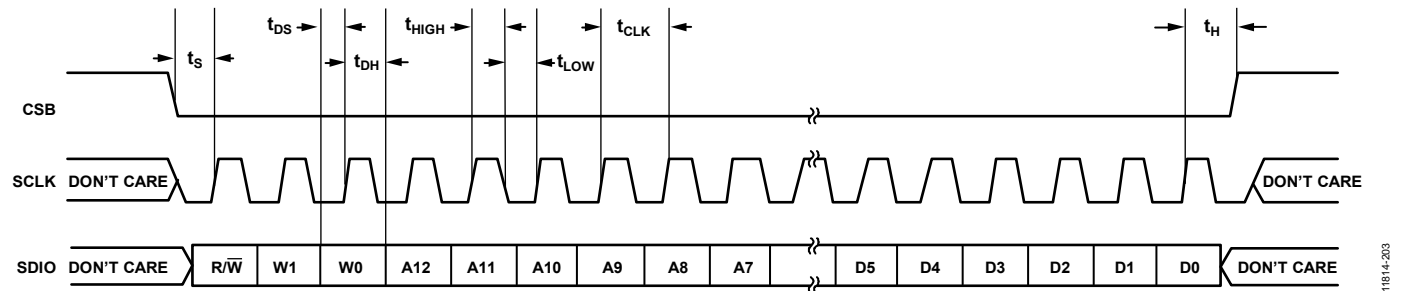 tDS
tHIGH
tCLK
tH
tS
tDH
tLOW
CSB
SCLK DON'T CARE DON'T CARE
SDIO DON'T CARE R/W̅ W1 W0 A12 A11 A10 A9 A8 A7 D5 D4 D3 D2 D1 D0 DON'T CARE
11814-203